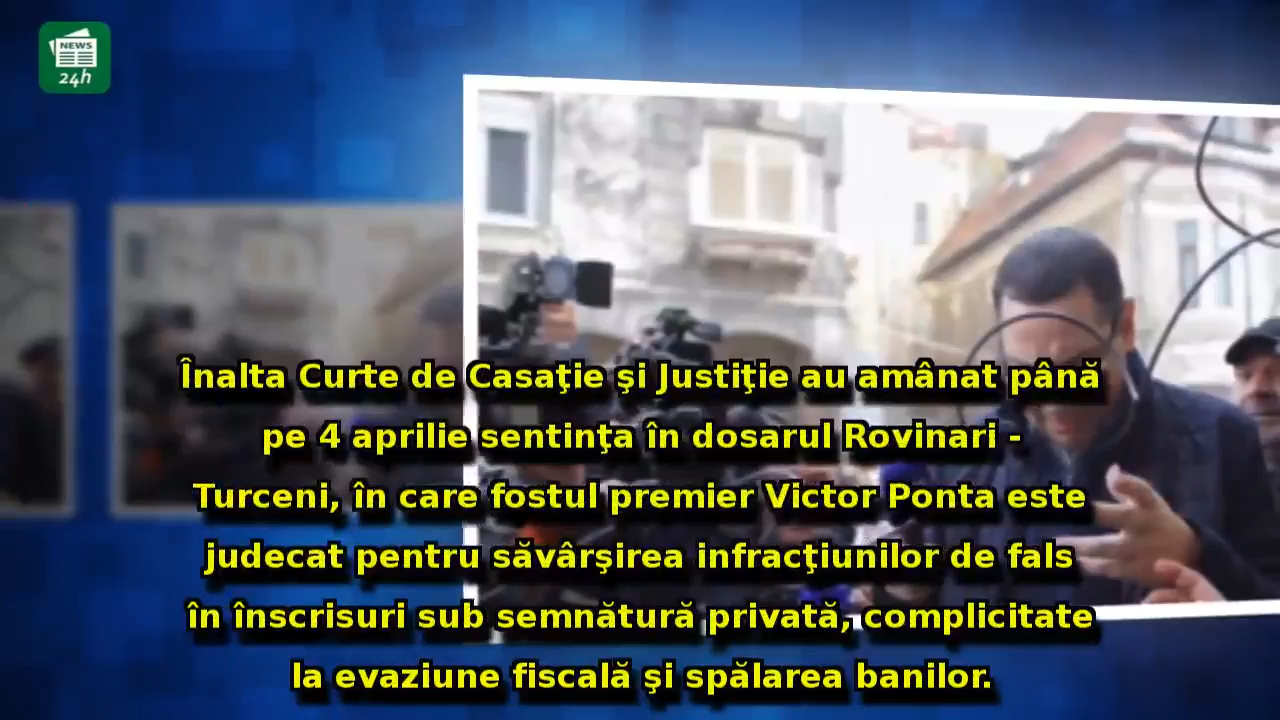 NEWS
24h
Înalta Curte de Casaţie şi Justiţie au amânat până
pe 4 aprilie sentinţa în dosarul Rovinari -
Turceni, în care fostul premier Victor Ponta este
judecat pentru săvârşirea infracţiunilor de fals
în înscrisuri sub semnătură privată, complicitate
la evaziune fiscală şi spălarea banilor.